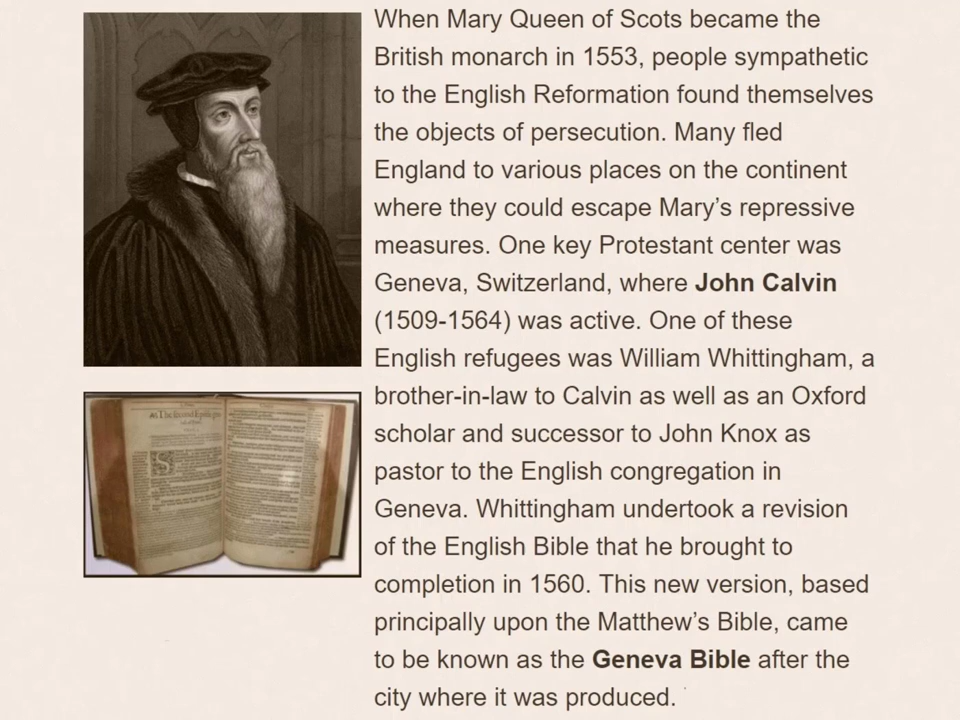 When Mary Queen of Scots became the
British monarch in 1553, people sympathetic
to the English Reformation found themselves
the objects of persecution. Many fled
England to various places on the continent
where they could escape Mary’s repressive
measures. One key Protestant center was
Geneva, Switzerland, where John Calvin
(1509-1564) was active. One of these
English refugees was William Whittingham, a
brother-in-law to Calvin as well as an Oxford
scholar and successor to John Knox as
pastor to the English congregation in
Geneva. Whittingham undertook a revision
of the English Bible that he brought to
completion in 1560. This new version, based
principally upon the Matthew’s Bible, came
to be known as the Geneva Bible after the
city where it was produced.